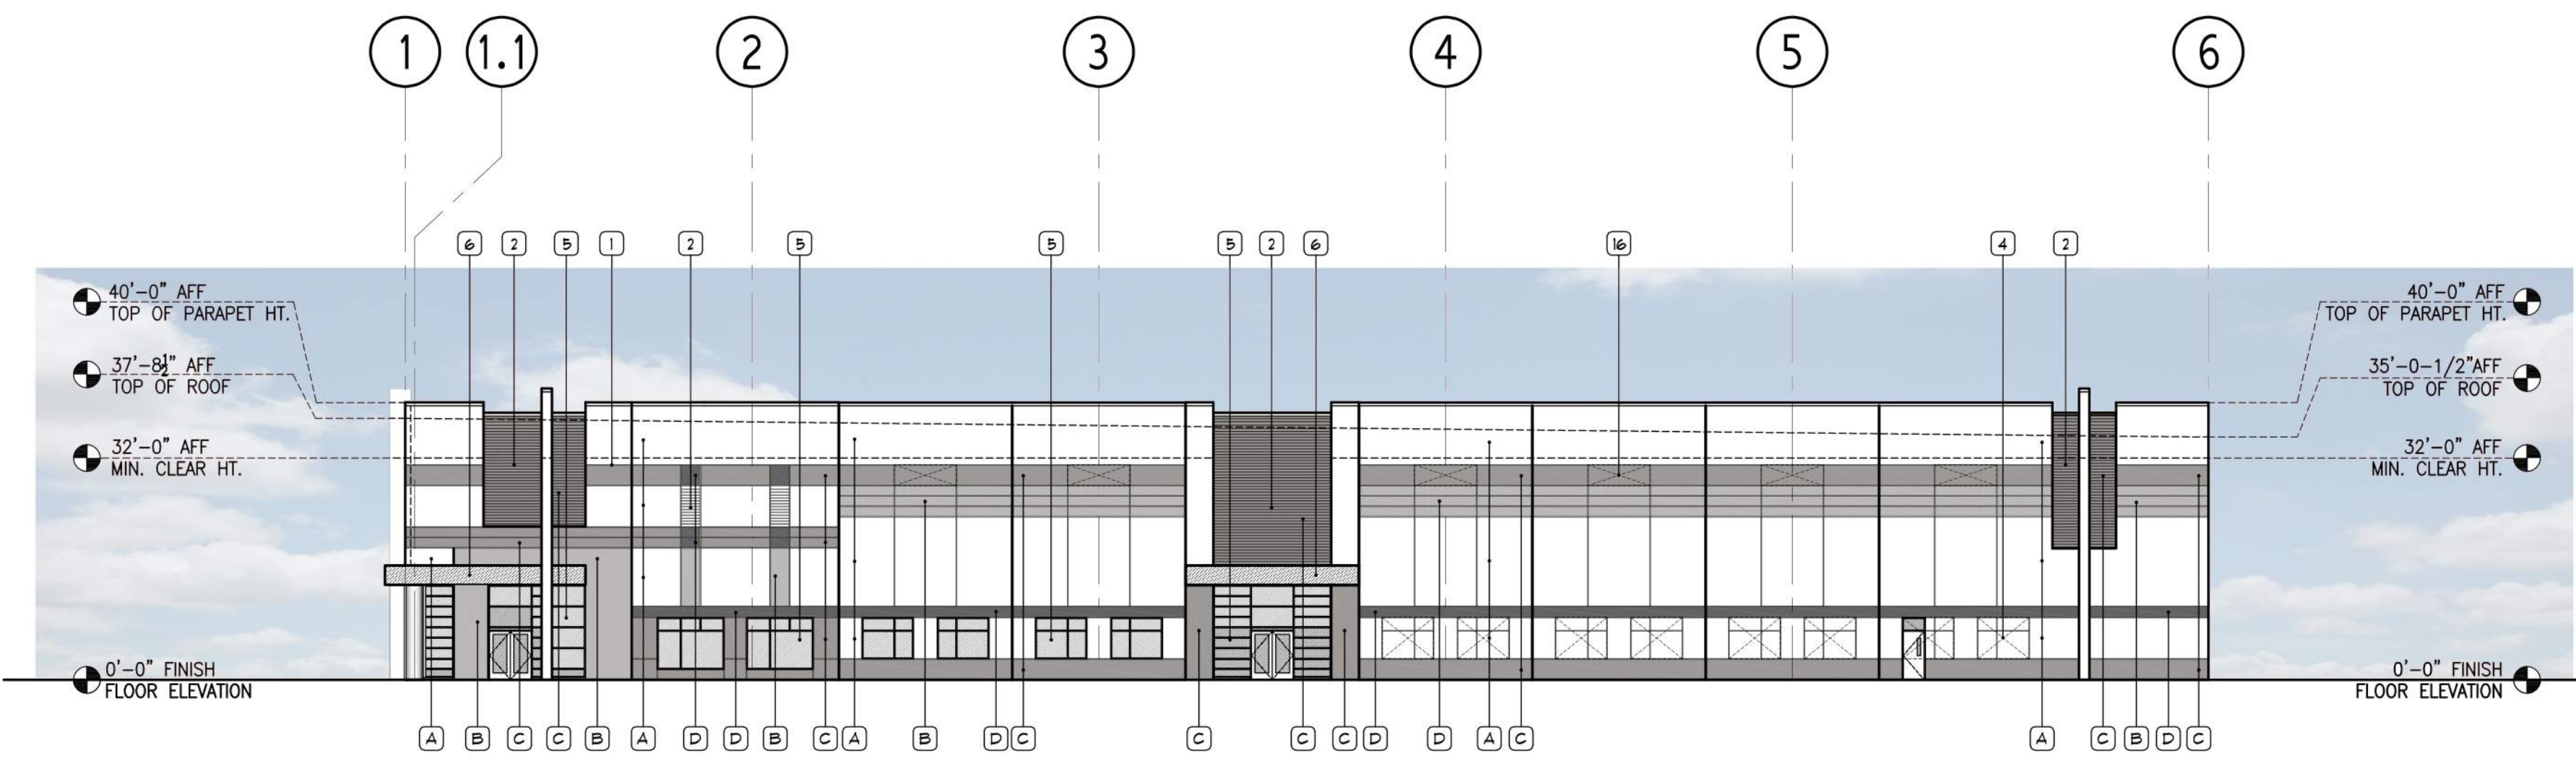 1 1.1 2 3 4 5 6
6 2 5 1 2 5 5 5 2 6 16 4 2
40'-0" AFF
TOP OF PARAPET HT.
37'-8½" AFF
TOP OF ROOF
32'-0" AFF
MIN. CLEAR HT.
0'-0" FINISH
FLOOR ELEVATION
40'-0" AFF
TOP OF PARAPET HT.
35'-0-1/2"AFF
TOP OF ROOF
32'-0" AFF
MIN. CLEAR HT.
0'-0" FINISH
FLOOR ELEVATION
A B C C B A D D B C A B D C C C C D D A C A C B D C